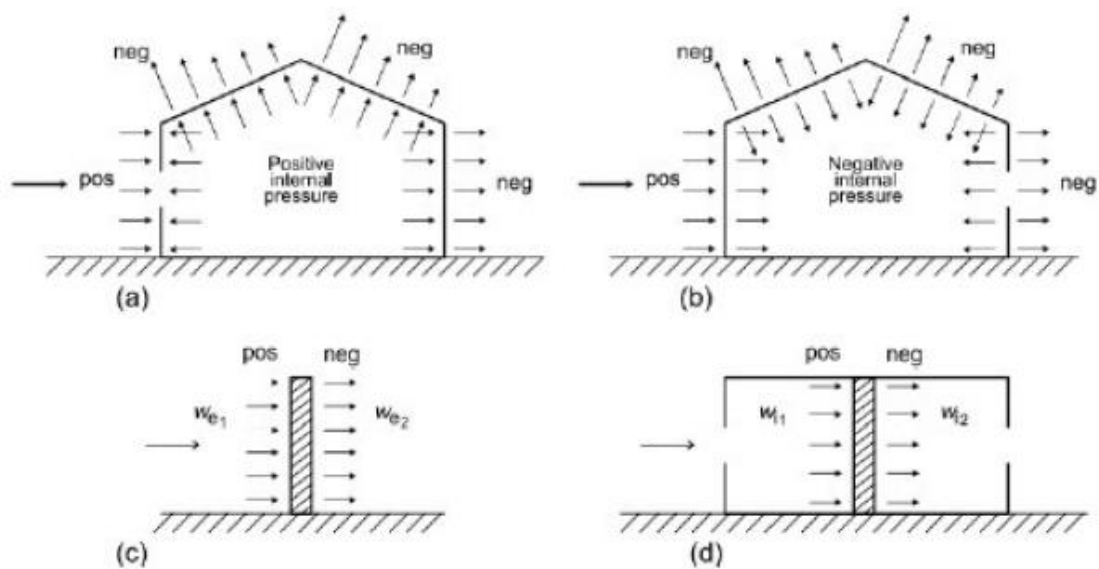 neg
neg
pos
Positive
internal
pressure
neg
(a)
neg
neg
pos
Negative
internal
pressure
neg
(b)
pos neg
We1
We2
(c)
pos neg
Wi1
Wi2
(d)